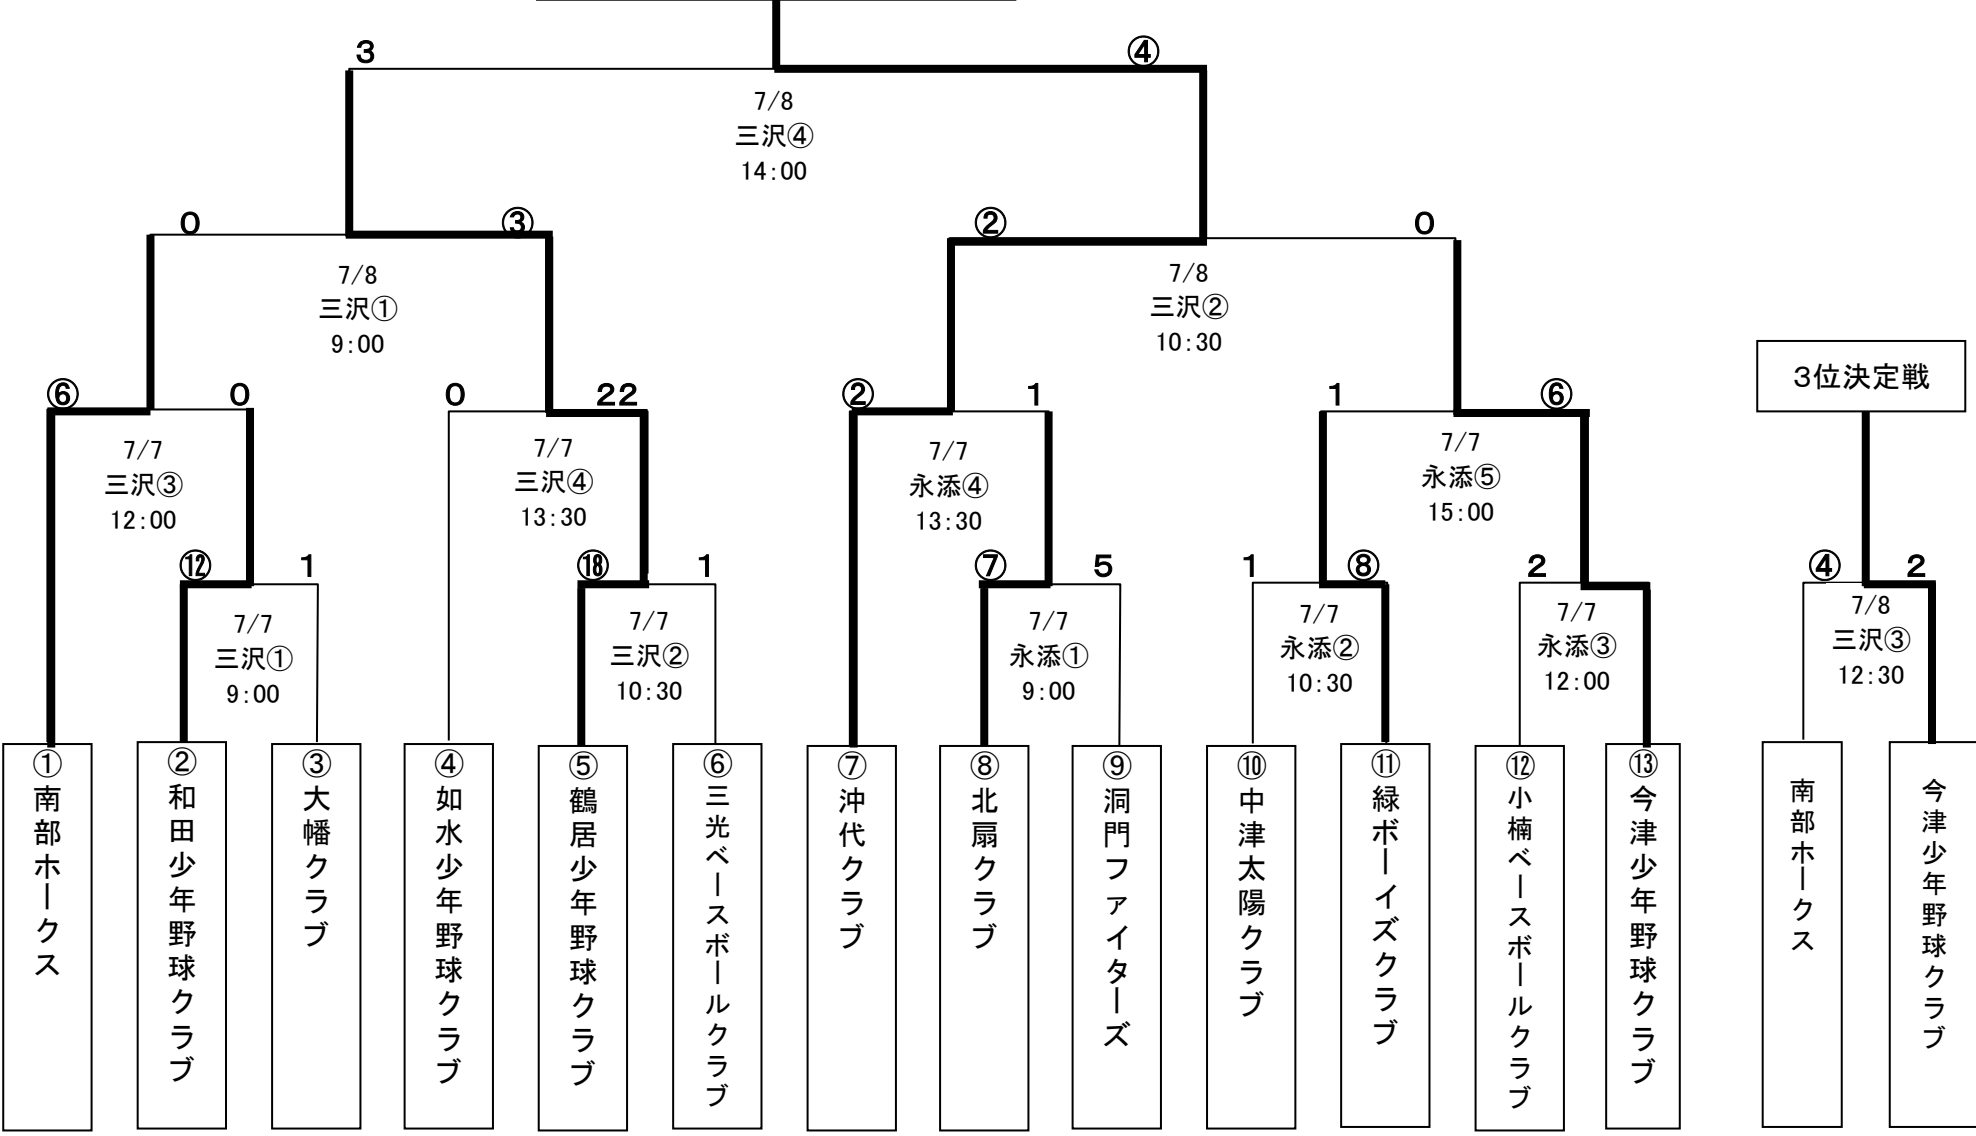 3
④
7/8
三沢④
14:00
0
③
②
0
7/8
三沢①
9:00
7/8
三沢②
10:30
3位決定戦
⑥
0
0
22
②
1
1
⑥
7/7
三沢③
12:00
7/7
三沢④
13:30
7/7
永添④
13:30
7/7
永添⑤
15:00
⑫
1
⑱
1
⑦
5
1
⑧
2
④
2
7/7
三沢①
9:00
7/7
三沢②
10:30
7/7
永添①
9:00
7/7
永添②
10:30
7/7
永添③
12:00
7/8
三沢③
12:30
①南部ホークス
②和田少年野球クラブ
③大幡クラブ
④如水少年野球クラブ
⑤鶴居少年野球クラブ
⑥三光ベースボールクラブ
⑦沖代クラブ
⑧北扇クラブ
⑨洞門ファイターズ
⑩中津太陽クラブ
⑪緑ボーイズクラブ
⑫小楠ベースボールクラブ
⑬今津少年野球クラブ
南部ホークス
今津少年野球クラブ